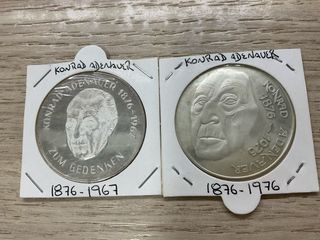 KONRAD ADENAUER
KONRAD ADENAUER 1876-1967
ZUM GEDENKEN
1876-1967
KONRAD ADENAUER
KONRAD ADENAUER
1876 - 1976
1876-1976